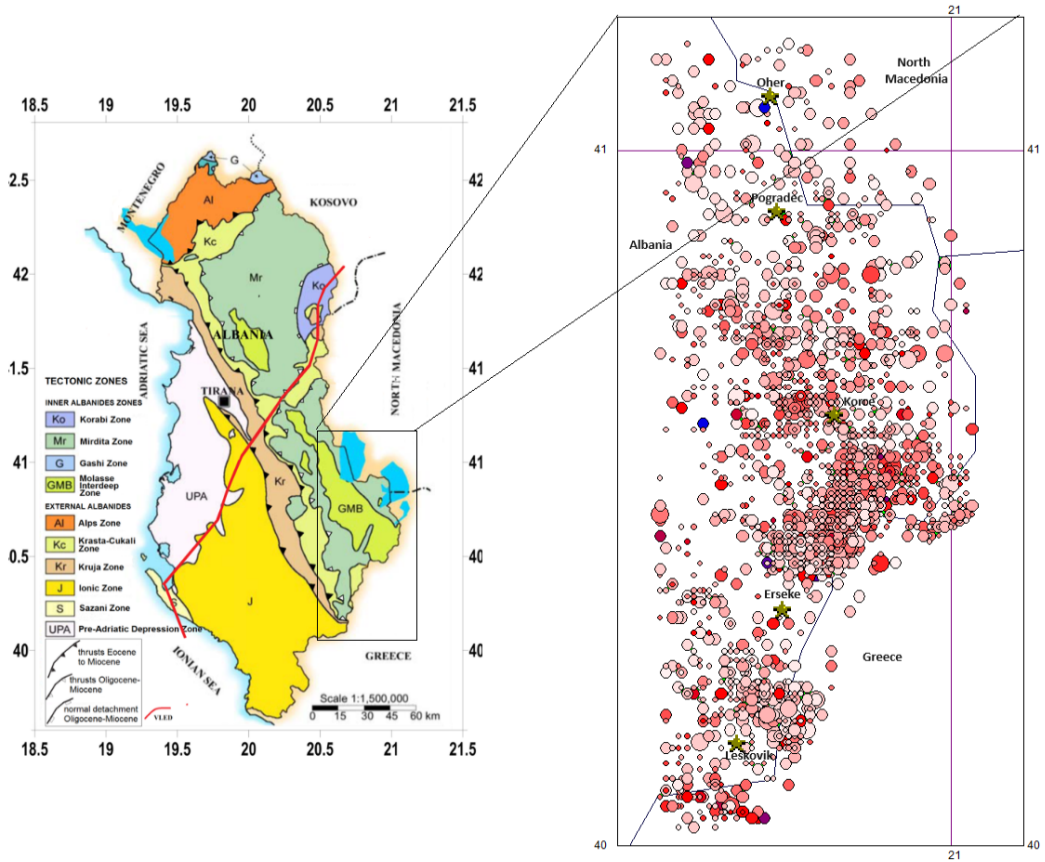 18.5 19 19.5 20 20.5 21 21.5
2.5
42
G
MONTENEGRO
KOSOVO
Al
Kc
Mr
Ko
42
42
ALBANIA
ADRIATIC SEA
NORTH MACEDONIA
1.5
41
TECTONIC ZONES
INNER ALBANIDES ZONES
Ko Korabi Zone
Mr Mirdita Zone
G Gashi Zone
GMB Molasse Interdeep Zone
EXTERNAL ALBANIDES
Al Alps Zone
Kc Krasta-Cukali Zone
Kr Kruja Zone
J Ionic Zone
S Sazani Zone
UPA Pre-Adriatic Depression Zone
TIRANA
41
41
UPA
Kr
GMB
0.5
40
J
S
40
40
IONIAN SEA
GREECE
thrusts Eocene
to Miocene
thrusts Oligocene-
Miocene
normal detachment
Oligocene-Miocene
VLED
Scale 1:1,500,000
0 15 30 45 60 km
18.5 19 19.5 20 20.5 21 21.5
21
North
Macedonia
Oher
41
41
Pogradec
Albania
Korce
Erseke
Greece
Leskovik
40
40
21